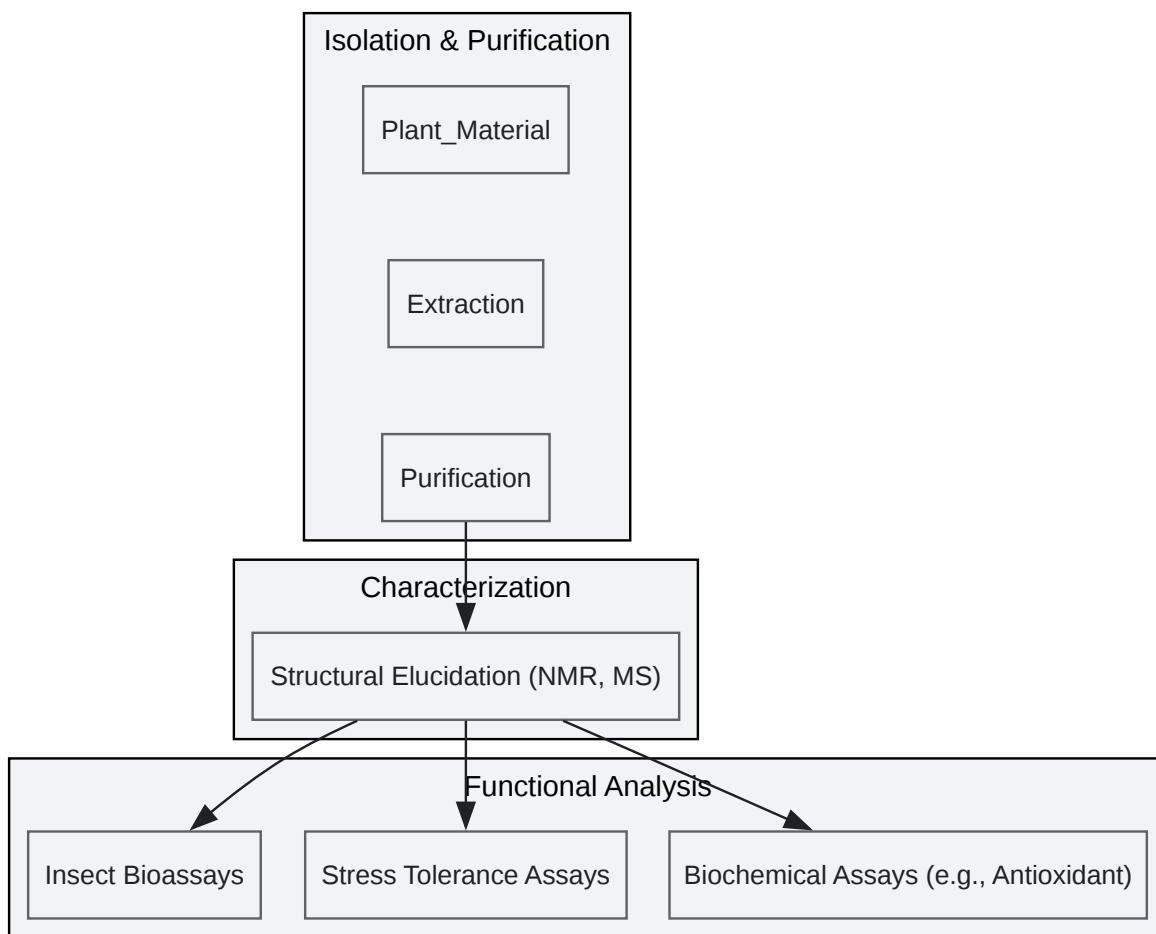 Isolation & Purification
Plant_Material
Extraction
Purification
Characterization
Structural Elucidation (NMR, MS)
Functional Analysis
Insect Bioassays
Stress Tolerance Assays
Biochemical Assays (e.g., Antioxidant)